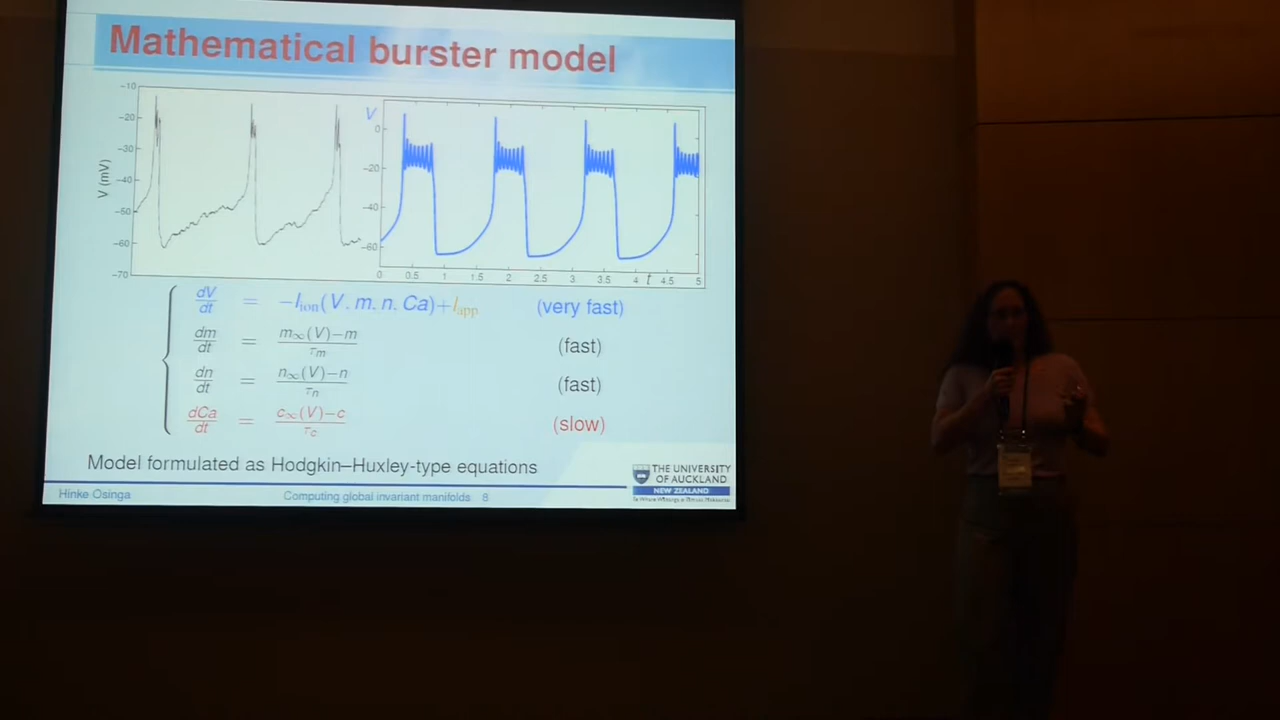 Mathematical burster model
−10
−20
−30
−40
−50
−60
−70
V (mV)
V
0
−20
−40
−60
0 0.5 1 1.5 2 2.5 3 3.5 4 t 4.5 5
dV/dt = −I_ion(V, m, n, Ca)+I_app (very fast)
dm/dt = m∞(V)−m/τm (fast)
dn/dt = n∞(V)−n/τn (fast)
dCa/dt = c∞(V)−c/τc (slow)
Model formulated as Hodgkin–Huxley-type equations
THE UNIVERSITY
OF AUCKLAND
NEW ZEALAND
Hinke Osinga Computing global invariant manifolds 8